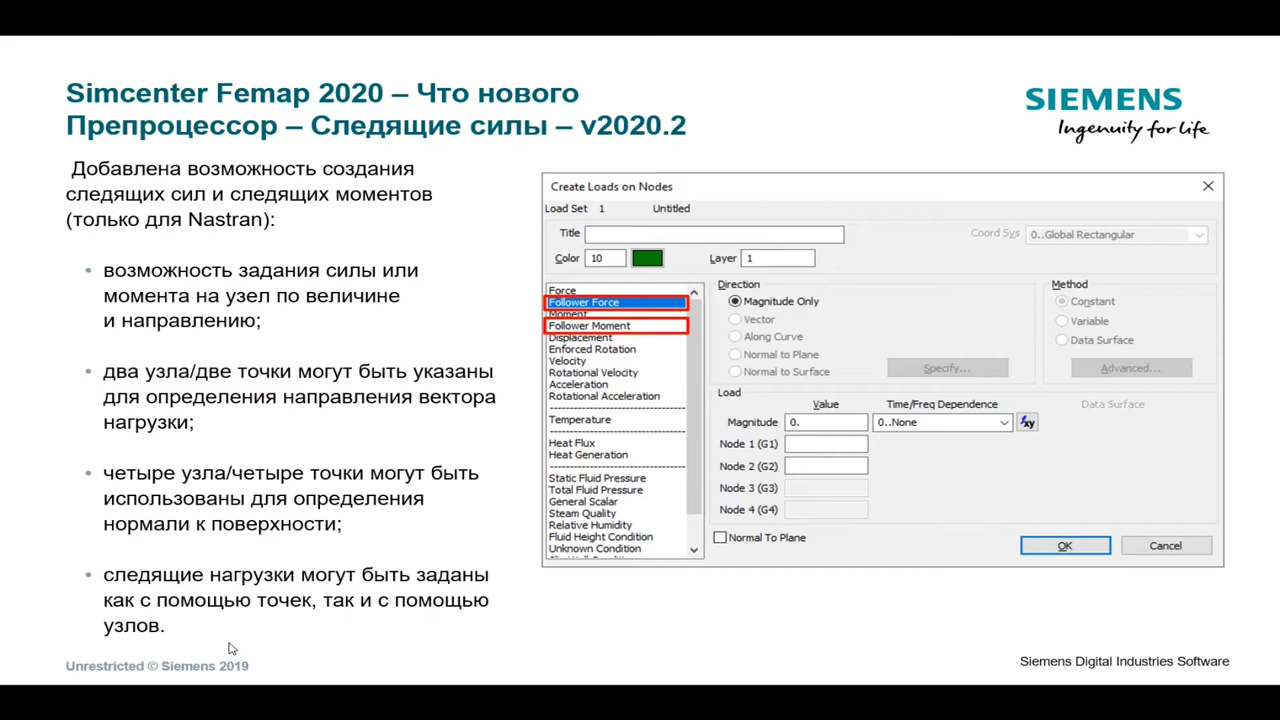 Simcenter Femap 2020 – Что нового
Препроцессор – Следящие силы – v2020.2
SIEMENS
Ingenuity for life
Добавлена возможность создания
следящих сил и следящих моментов
(только для Nastran):
• возможность задания силы или
момента на узел по величине
и направлению;
• два узла/две точки могут быть указаны
для определения направления вектора
нагрузки;
• четыре узла/четыре точки могут быть
использованы для определения
нормали к поверхности;
• следящие нагрузки могут быть заданы
как с помощью точек, так и с помощью
узлов.
Create Loads on Nodes
Load Set 1 Untitled
Title
Coord Sys 0..Global Rectangular
Color 10 Layer 1
Force
Follower Force
Moment
Follower Moment
Displacement
Enforced Rotation
Velocity
Rotational Velocity
Acceleration
Rotational Acceleration
Temperature
Heat Flux
Heat Generation
Static Fluid Pressure
Total Fluid Pressure
General Scalar
Steam Quality
Relative Humidity
Fluid Height Condition
Unknown Condition
Direction
Magnitude Only
Vector
Along Curve
Normal to Plane
Normal to Surface
Specify...
Method
Constant
Variable
Data Surface
Advanced...
Load
Value Time/Freq Dependence Data Surface
Magnitude 0. 0..None
Node 1 (G1)
Node 2 (G2)
Node 3 (G3)
Node 4 (G4)
Normal To Plane
OK Cancel
Unrestricted © Siemens 2019
Siemens Digital Industries Software